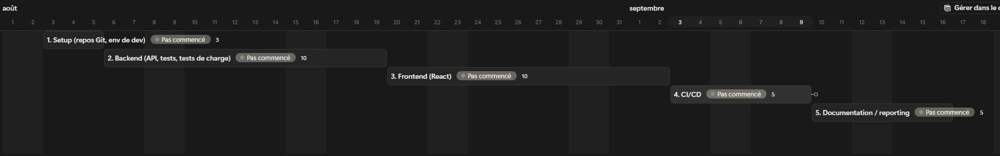 août
septembre
Gérer dans le c
1 2 3 4 5 6 7 8 9 10 11 12 13 14 15 16 17 18 19 20 21 22 23 24 25 26 27 28 29 30 31 1 2 3 4 5 6 7 8 9 10 11 12 13 14 15 16 17 18
1. Setup (repos Git, env de dev) Pas commencé 3
2. Backend (API, tests, tests de charge) Pas commencé 10
3. Frontend (React) Pas commencé 10
4. CI/CD Pas commencé 5
5. Documentation / reporting Pas commencé 5